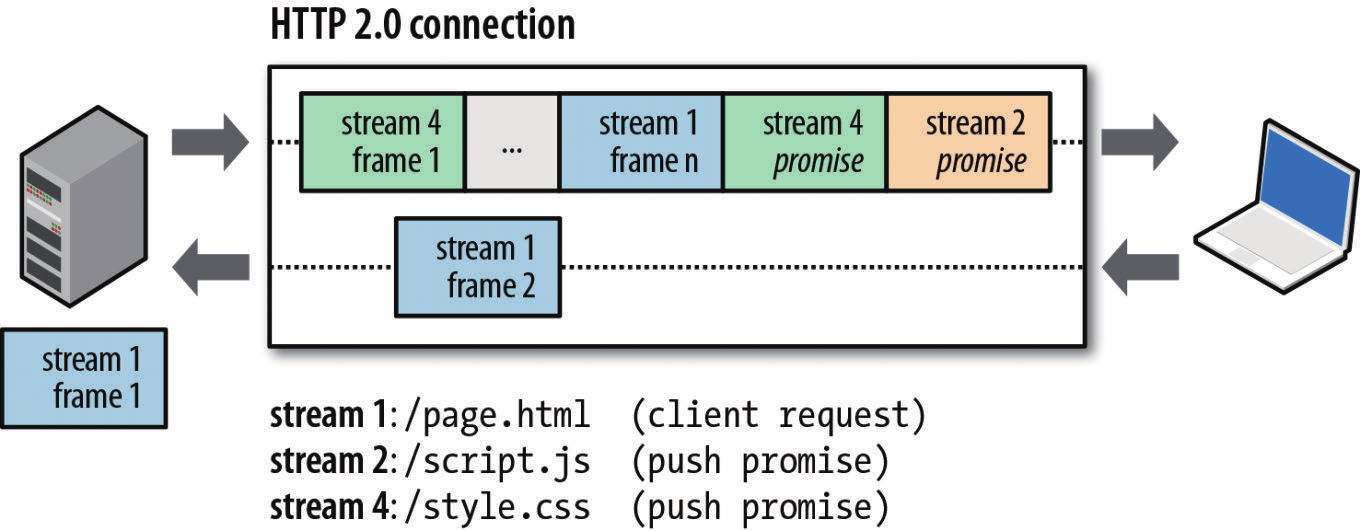 HTTP 2.0 connection
stream 4
frame 1
...
stream 1
frame n
stream 4
promise
stream 2
promise
stream 1
frame 2
stream 1
frame 1
stream 1: /page.html (client request)
stream 2: /script.js (push promise)
stream 4: /style.css (push promise)